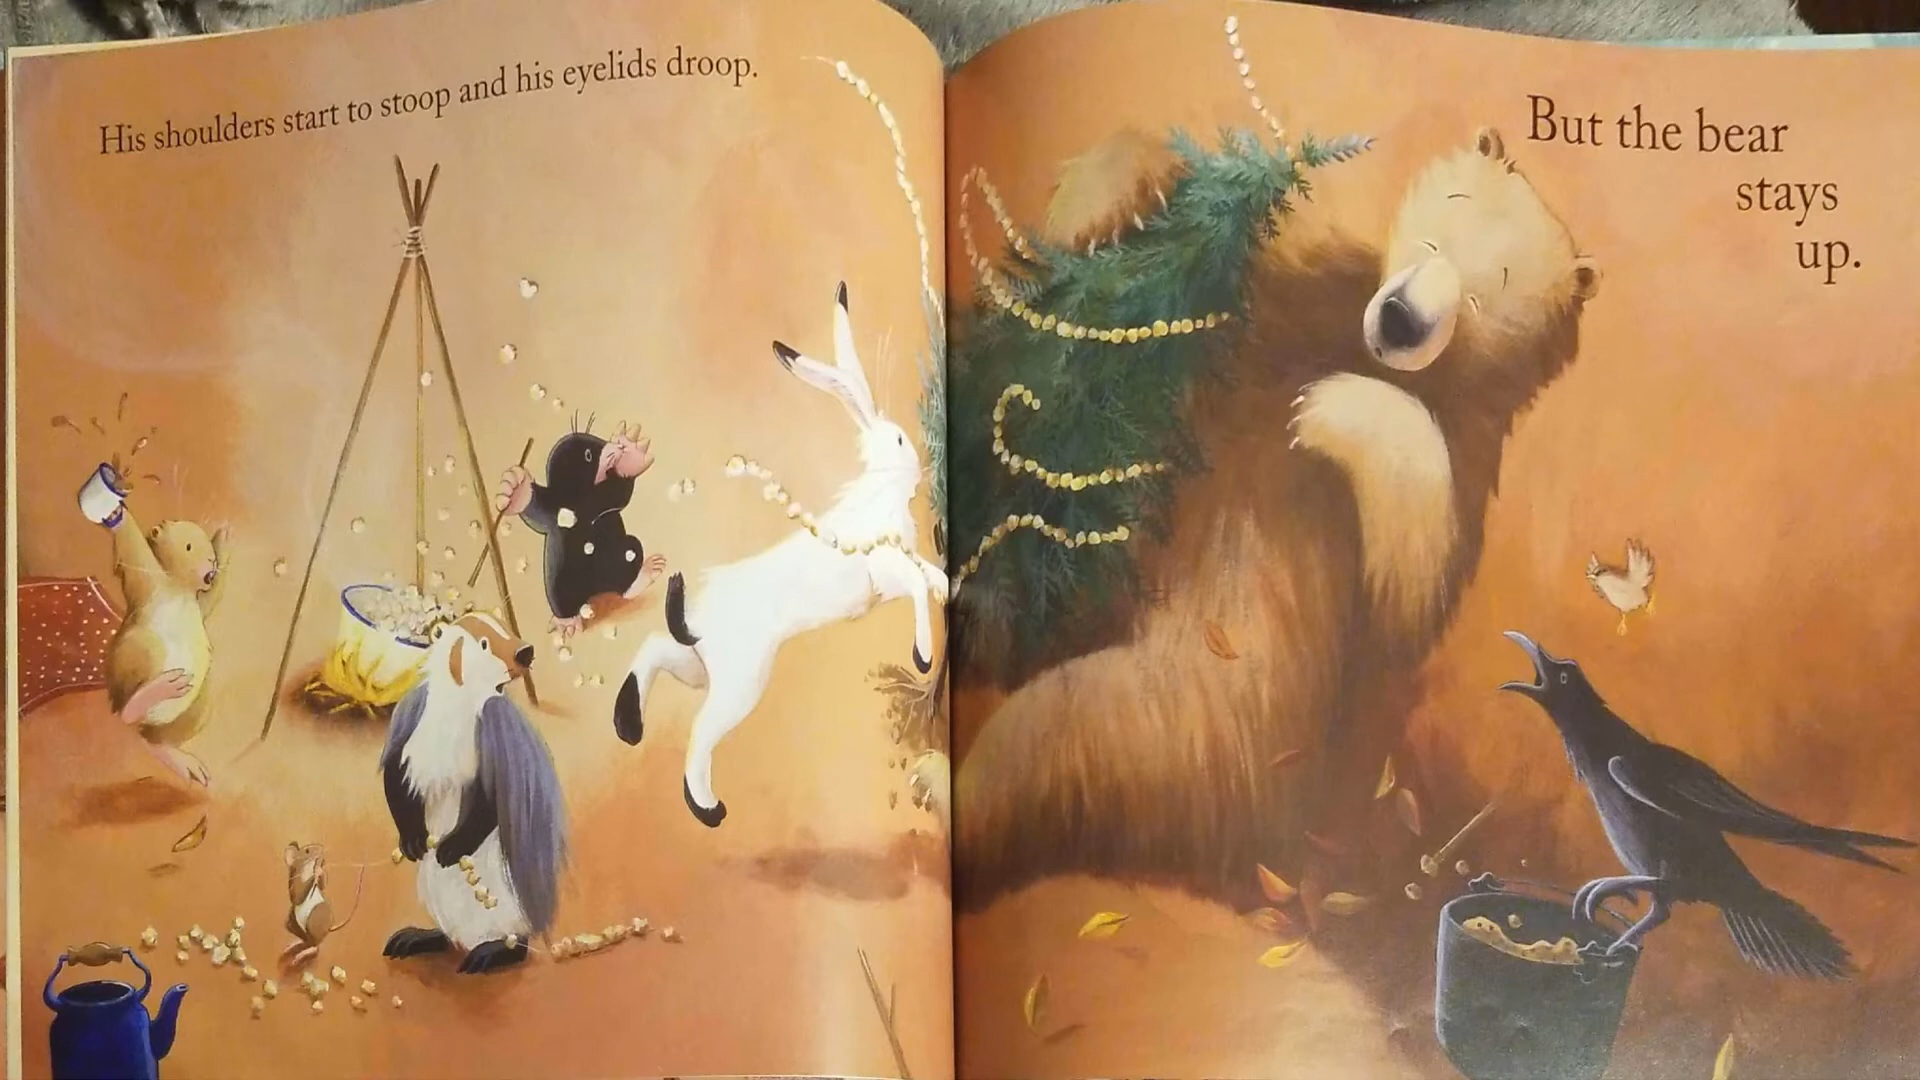 His shoulders start to stoop and his eyelids droop.
But the bear
stays
up.